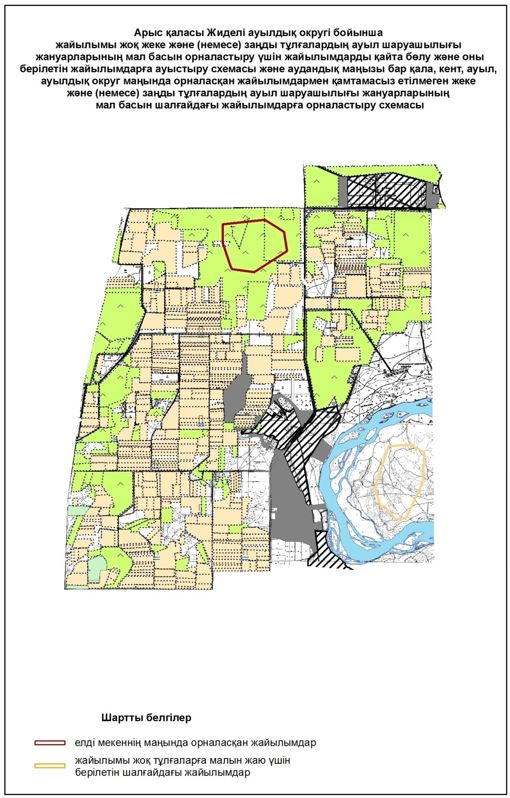 Арыс қаласы Жиделі ауылдық округі бойынша
жайылымы жоқ жеке және (немесе) заңды тұлғалардың ауыл шаруашылығы
жануарларының мал басын орналастыру үшін жайылымдарды қайта бөлу және оны
берілетін жайылымдарға ауыстыру схемасы және аудандық маңызы бар қала, кент, ауыл,
ауылдық округ маңында орналасқан жайылымдармен қамтамасыз етілмеген жеке
және (немесе) заңды тұлғалардың ауыл шаруашылығы жануарларының
мал басын шалғайдағы жайылымдарға орналастыру схемасы
Шартты белгілер
елді мекеннің маңында орналасқан жайылымдар
жайылымы жоқ тұлғаларға малын жаю үшін
берілетін шалғайдағы жайылымдар